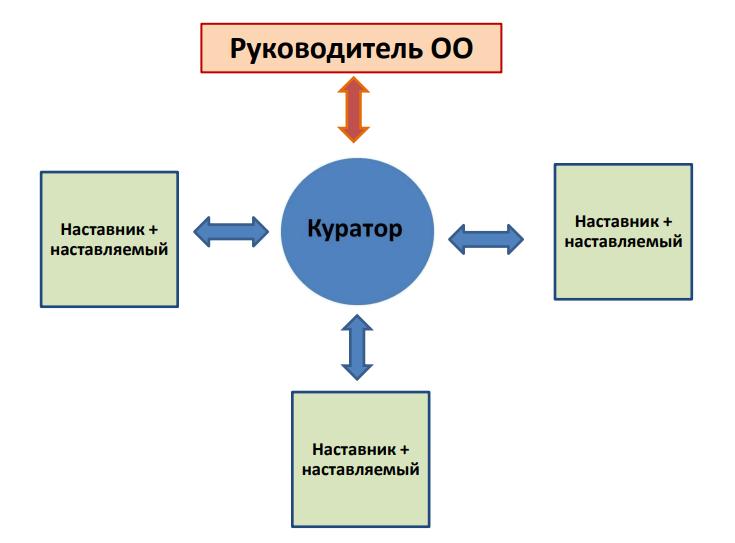 Руководитель ОО
Наставник +
наставляемый
Куратор
Наставник +
наставляемый
Наставник +
наставляемый